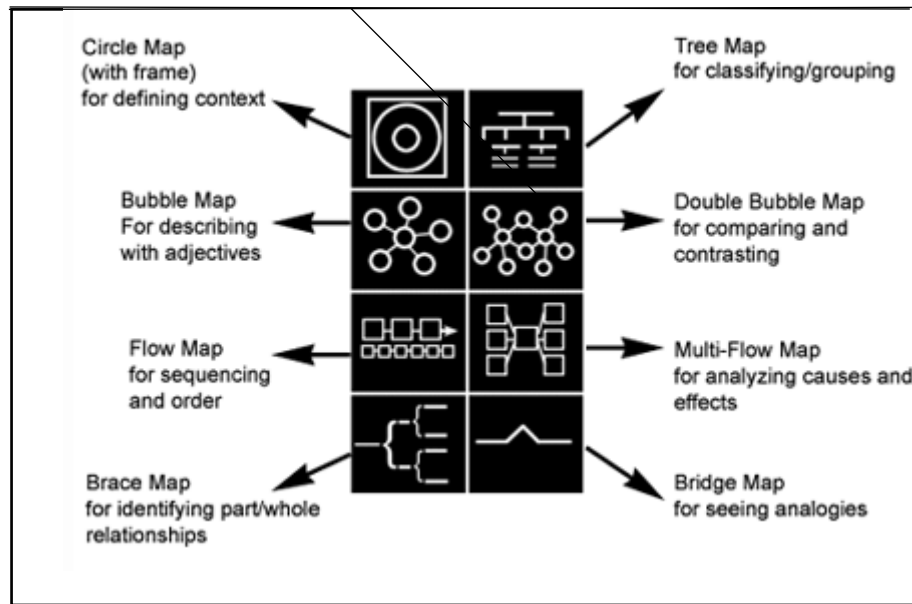 Circle Map
(with frame)
for defining context
Tree Map
for classifying/grouping
Bubble Map
For describing
with adjectives
Double Bubble Map
for comparing and
contrasting
Flow Map
for sequencing
and order
Multi-Flow Map
for analyzing causes and
effects
Brace Map
for identifying part/whole
relationships
Bridge Map
for seeing analogies